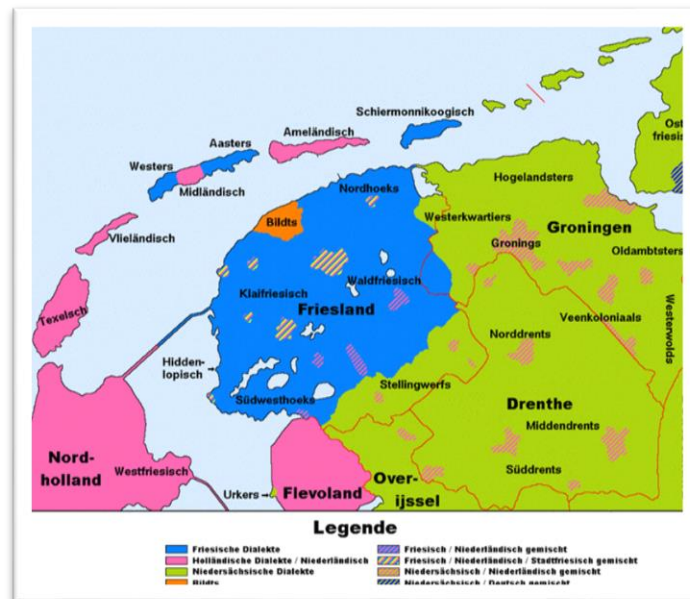 Schiermonnikoogisch
Ameländisch
Aasters
Westers
Midländisch
Ost
friesi
Nordhoeks
Hogelandsters
Bildts
Westerkwartiers
Groningen
Gronings
Oldambtsters
Vlieländisch
Waldfriesisch
Klaifriesisch
Friesland
Texelsch
Veenkoloniaals
Westerwolds
Norddrents
Hidden-
lopisch
Stellingwerfs
Südwesthoeks
Drenthe
Middendrents
Nord-
holland
Westfriesisch
Süddrents
Urkers
Flevoland
Over-
ijssel
Legende
Friesische Dialekte
Holländische Dialekte / Niederländisch
Niedersächsische Dialekte
Bildts
Friesisch / Niederländisch gemischt
Friesisch / Niederländisch / Stadtfriesisch gemischt
Niedersächsisch / Niederländisch gemischt
Niedersächsisch / Deutsch gemischt